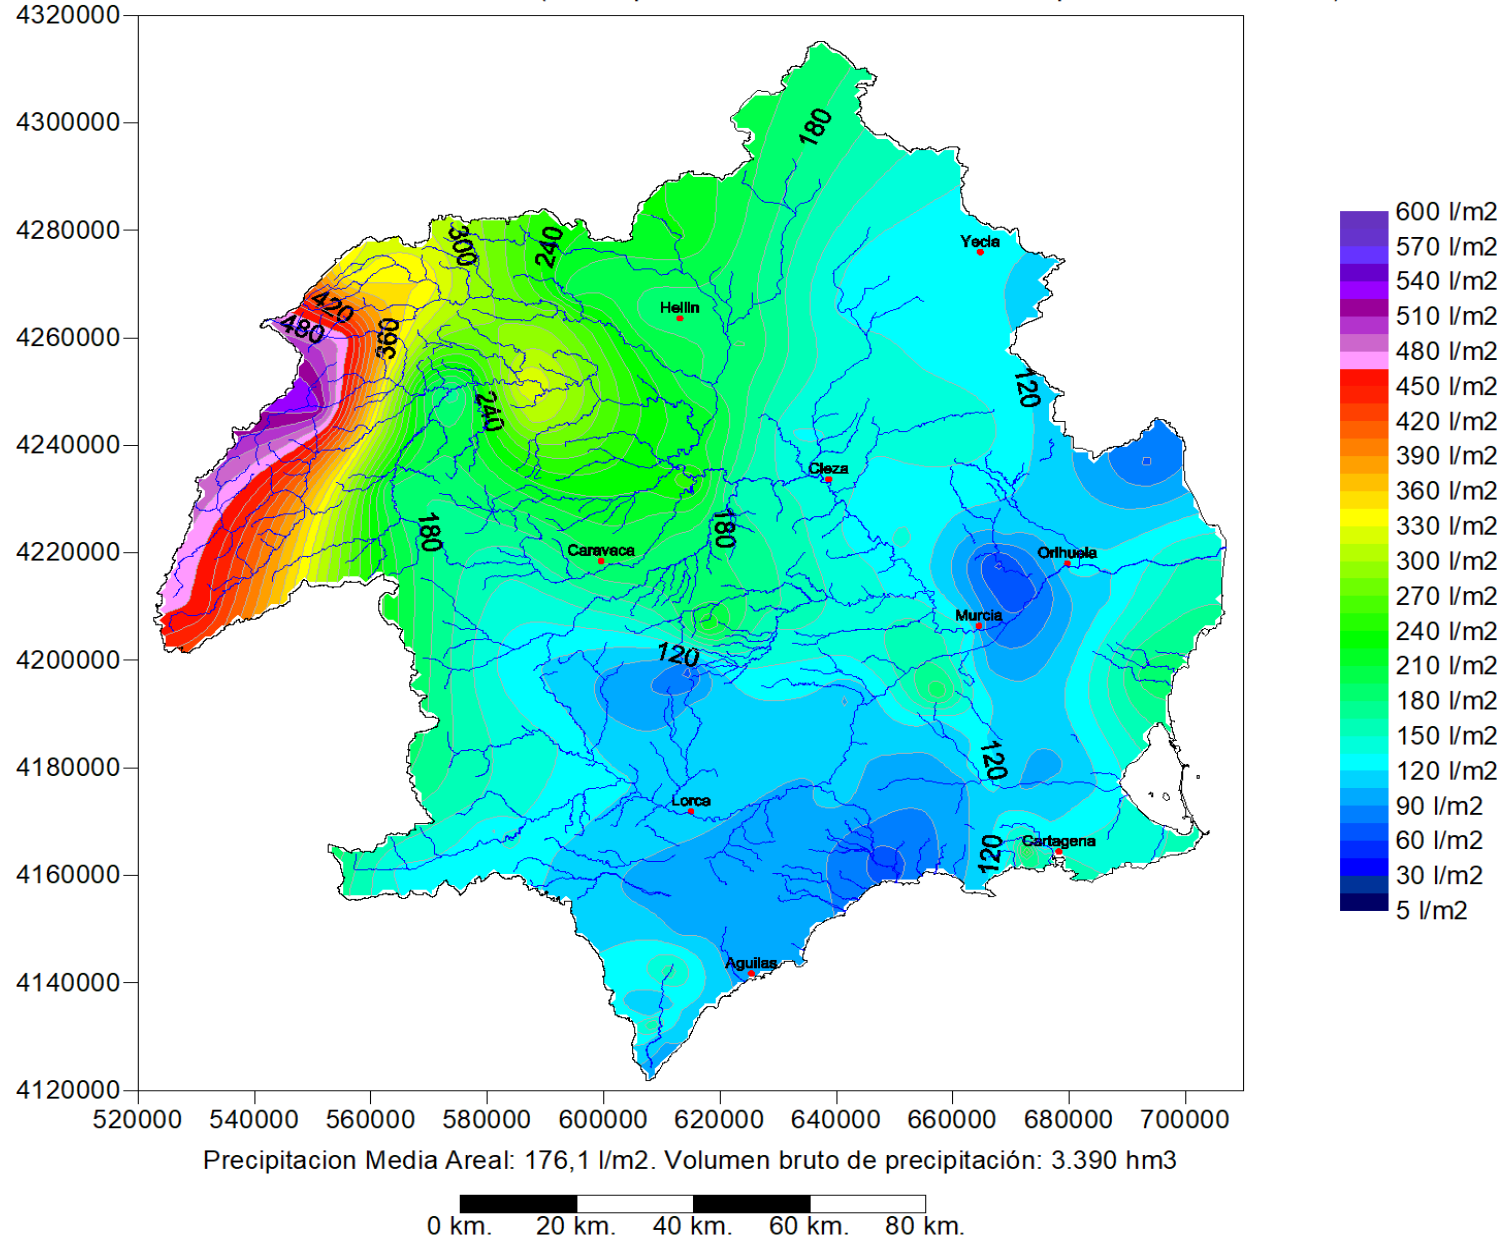 4320000
4300000
180
600 l/m2
570 l/m2
4280000
300
240
Yecla
540 l/m2
510 l/m2
420
Hellin
480 l/m2
4260000
480
360
450 l/m2
420 l/m2
120
240
390 l/m2
4240000
Cieza
360 l/m2
330 l/m2
180
180
4220000
Caravaca
Orihuela
300 l/m2
270 l/m2
Murcia
240 l/m2
4200000
120
210 l/m2
180 l/m2
150 l/m2
4180000
120
120 l/m2
Lorca
90 l/m2
120
Cartagena
60 l/m2
4160000
30 l/m2
5 l/m2
Aguilas
4140000
4120000
520000 540000 560000 580000 600000 620000 640000 660000 680000 700000
Precipitacion Media Areal: 176,1 l/m2. Volumen bruto de precipitación: 3.390 hm3
0 km. 20 km. 40 km. 60 km. 80 km.